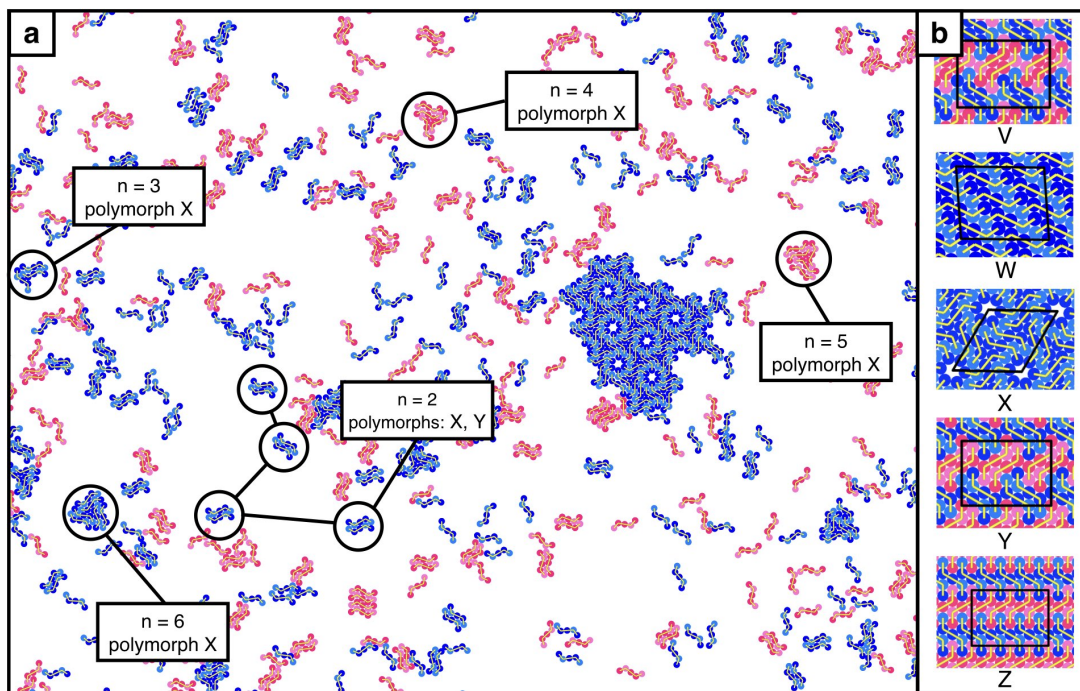 a
n = 4
polymorph X
n = 3
polymorph X
n = 5
polymorph X
n = 2
polymorphs: X, Y
n = 6
polymorph X
b
V
W
X
Y
Z